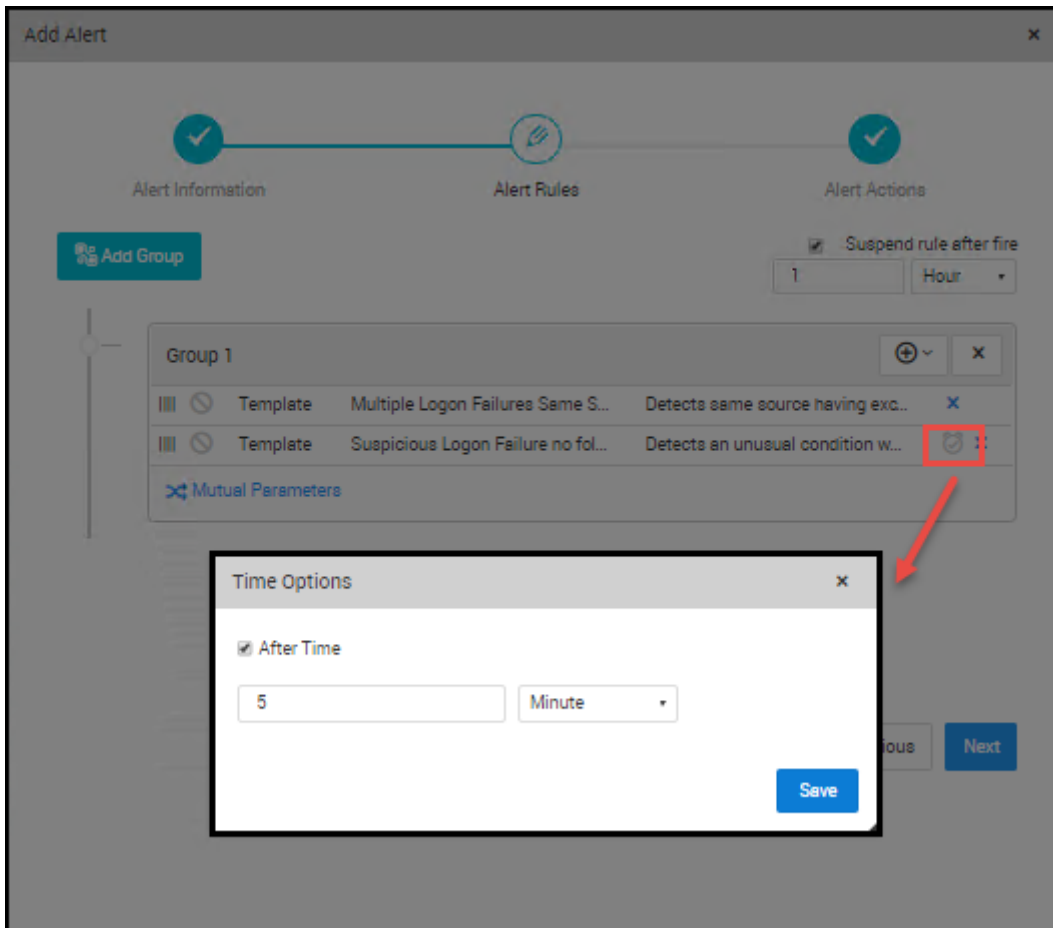 Add Alert
Alert Information
Alert Rules
Alert Actions
Add Group
Suspend rule after fire
1
Hour
Group 1
Template Multiple Logon Failures Same S... Detects same source having exc...
Template Suspicious Logon Failure no fol... Detects an unusual condition w...
Mutual Parameters
Time Options
After Time
5 Minute
ious
Next
Save